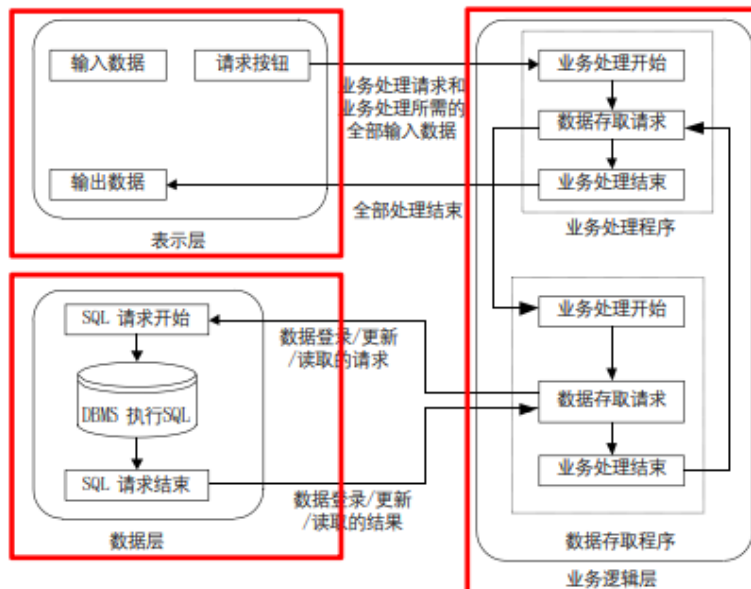 输入数据
请求按钮
业务处理请求和
业务处理所需的
全部输入数据
输出数据
全部处理结束
表示层
业务处理开始
数据存取请求
业务处理结束
业务处理程序
SQL 请求开始
DBMS 执行SQL
SQL 请求结束
数据层
数据登录/更新
/读取的请求
数据登录/更新
/读取的结果
业务处理开始
数据存取请求
业务处理结束
数据存取程序
业务逻辑层